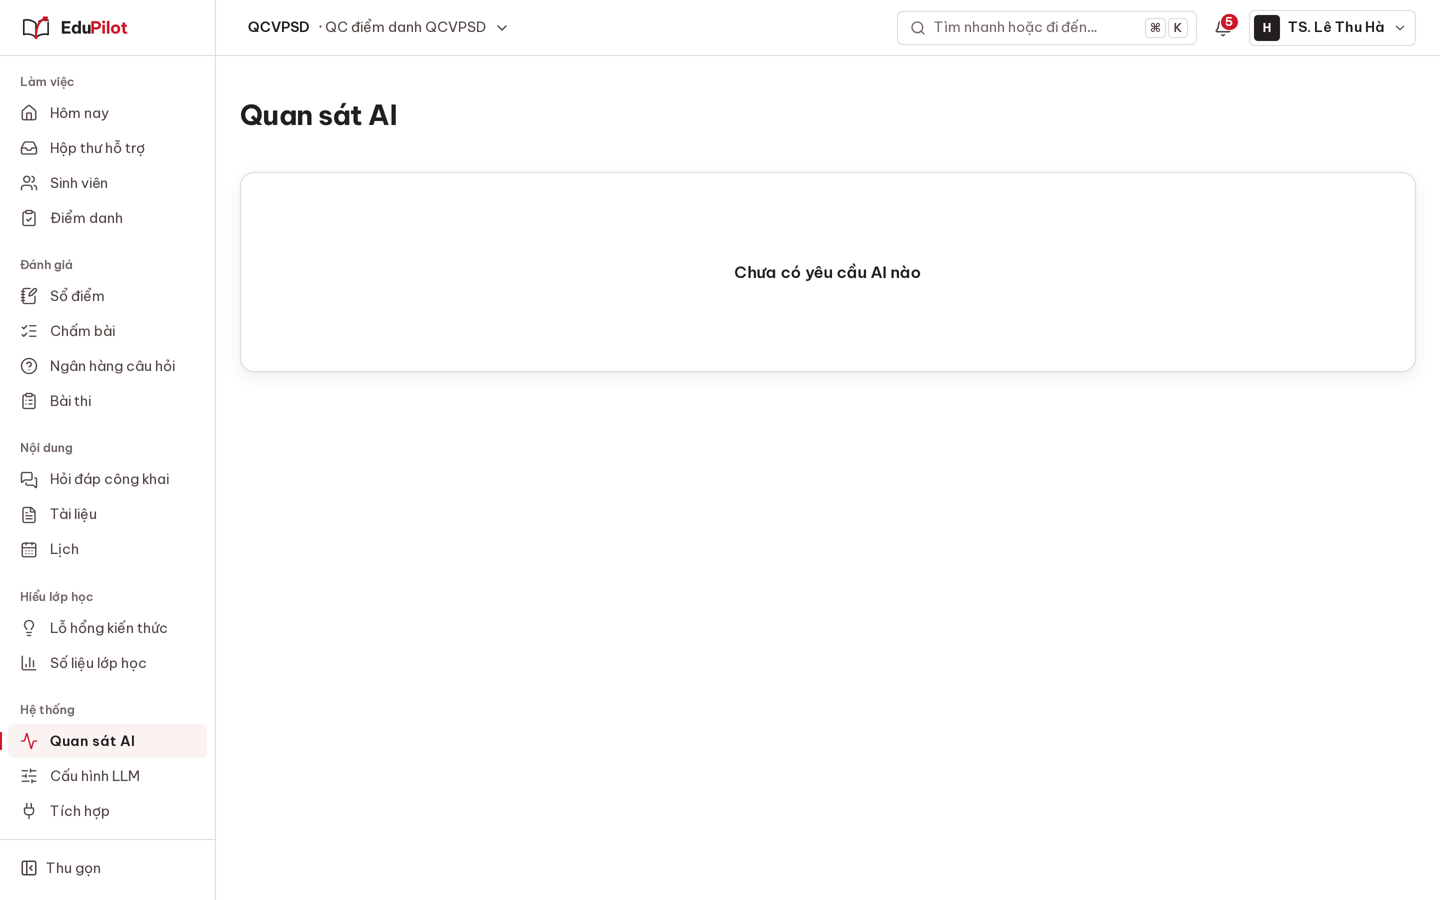 EduPilot
QCVPSD · QC điểm danh QCVPSD
Tìm nhanh hoặc đi đến... ⌘ K
5
H TS. Lê Thu Hà
Làm việc
Hôm nay
Hộp thư hỗ trợ
Sinh viên
Điểm danh
Đánh giá
Sổ điểm
Chấm bài
Ngân hàng câu hỏi
Bài thi
Nội dung
Hỏi đáp công khai
Tài liệu
Lịch
Hiểu lớp học
Lỗ hổng kiến thức
Số liệu lớp học
Hệ thống
Quan sát AI
Cấu hình LLM
Tích hợp
Thu gọn
Quan sát AI
Chưa có yêu cầu AI nào